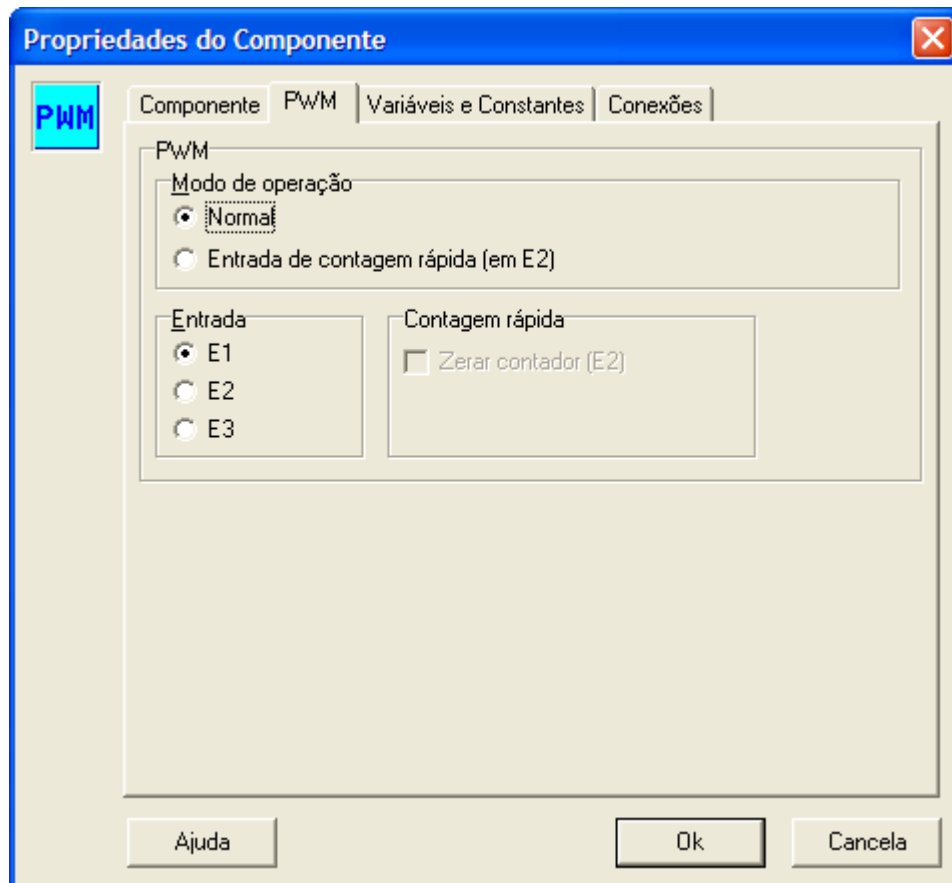 Propriedades do Componente
PWM
Componente PWM Variáveis e Constantes Conexões
PWM
Modo de operação
Normal
Entrada de contagem rápida (em E2)
Entrada Contagem rápida
E1 Zerar contador (E2)
E2
E3
Ajuda Ok Cancela